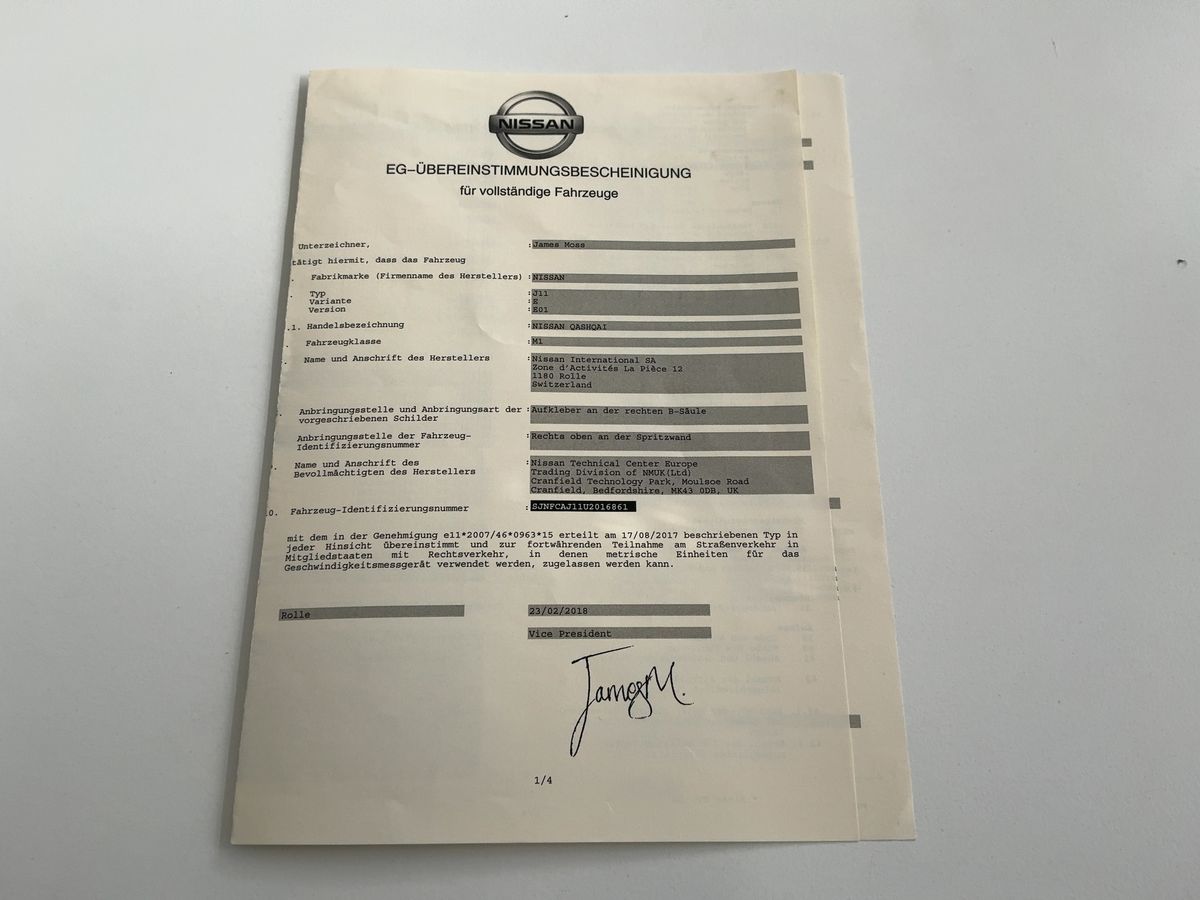 NISSAN
EG-ÜBEREINSTIMMUNGSBESCHEINIGUNG
für vollständige Fahrzeuge
Unterzeichner, :James Moss
tätigt hiermit, dass das Fahrzeug
Fabrikmarke (Firmenname des Herstellers) :NISSAN
Typ :J11
Variante :E
Version :E01
.1. Handelsbezeichnung :NISSAN QASHQAI
Fahrzeugklasse :M1
Name und Anschrift des Herstellers :Nissan International SA
Zone d'Activités La Pièce 12
1180 Rolle
Switzerland
Anbringungsstelle und Anbringungsart der :Aufkleber an der rechten B-Säule
vorgeschriebenen Schilder
Anbringungsstelle der Fahrzeug- :Rechts oben an der Spritzwand
Identifizierungsnummer
Name und Anschrift des :Nissan Technical Center Europe
Bevollmächtigten des Herstellers Trading Division of NMUK(Ltd)
Cranfield Technology Park, Moulsoe Road
Cranfield, Bedfordshire, MK43 0DB, UK
0. Fahrzeug-Identifizierungsnummer :SJNFCAJ11U2016861
mit dem in der Genehmigung e11*2007/46*0963*15 erteilt am 17/08/2017 beschriebenen Typ in
jeder Hinsicht übereinstimmt und zur fortwährenden Teilnahme am Straßenverkehr in
Mitgliedstaaten mit Rechtsverkehr, in denen metrische Einheiten für das
Geschwindigkeitsmessgerät verwendet werden, zugelassen werden kann.
Rolle 23/02/2018
Vice President
James M.
1/4